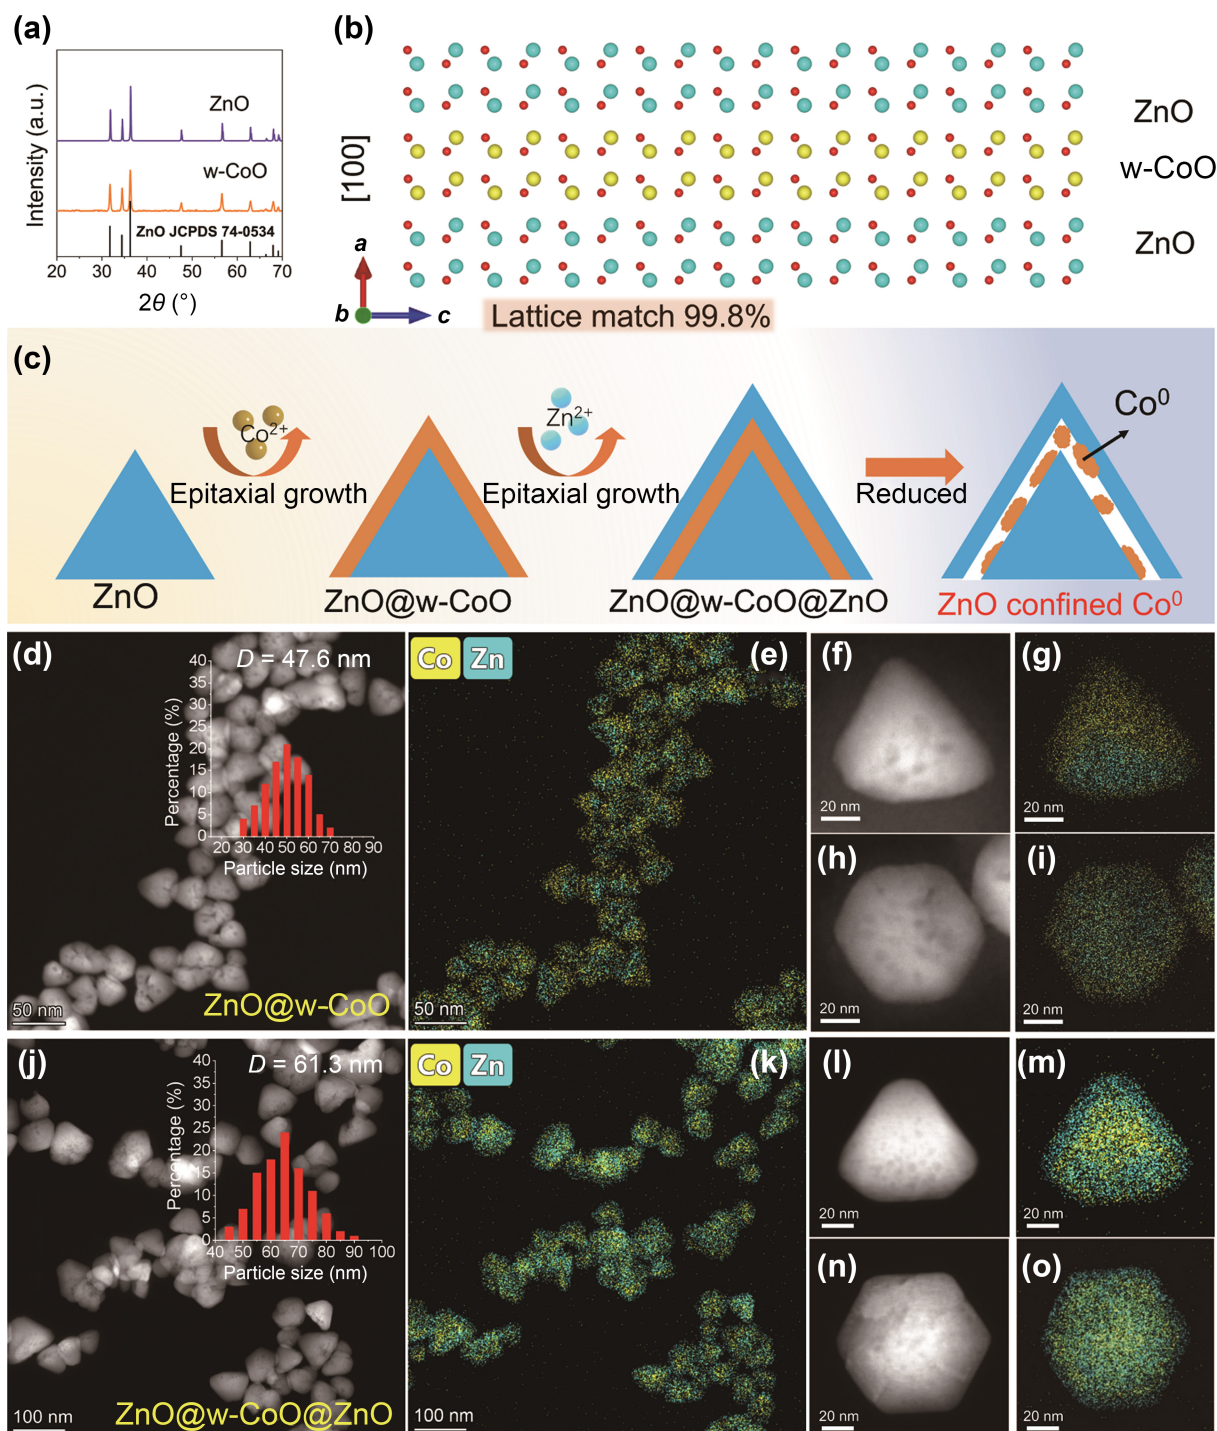 (a)
Intensity (a.u.)
ZnO
w-CoO
ZnO JCPDS 74-0534
20 30 40 50 60 70
2θ (°)
(b)
[100]
ZnO
w-CoO
ZnO
a
b
c
Lattice match 99.8%
(c)
Co²⁺
Epitaxial growth
Zn²⁺
Epitaxial growth
Reduced
Co⁰
ZnO
ZnO@w-CoO
ZnO@w-CoO@ZnO
ZnO confined Co⁰
(d)
D = 47.6 nm
Percentage (%)
40
35
30
25
20
15
10
5
0
20 30 40 50 60 70 80 90
Particle size (nm)
ZnO@w-CoO
50 nm
Co Zn
(e)
50 nm
(f)
20 nm
(g)
20 nm
(h)
20 nm
(i)
20 nm
(j)
D = 61.3 nm
Percentage (%)
40
35
30
25
20
15
10
5
0
40 50 60 70 80 90 100
Particle size (nm)
ZnO@w-CoO@ZnO
100 nm
Co Zn
(k)
100 nm
(l)
20 nm
(m)
20 nm
(n)
20 nm
(o)
20 nm